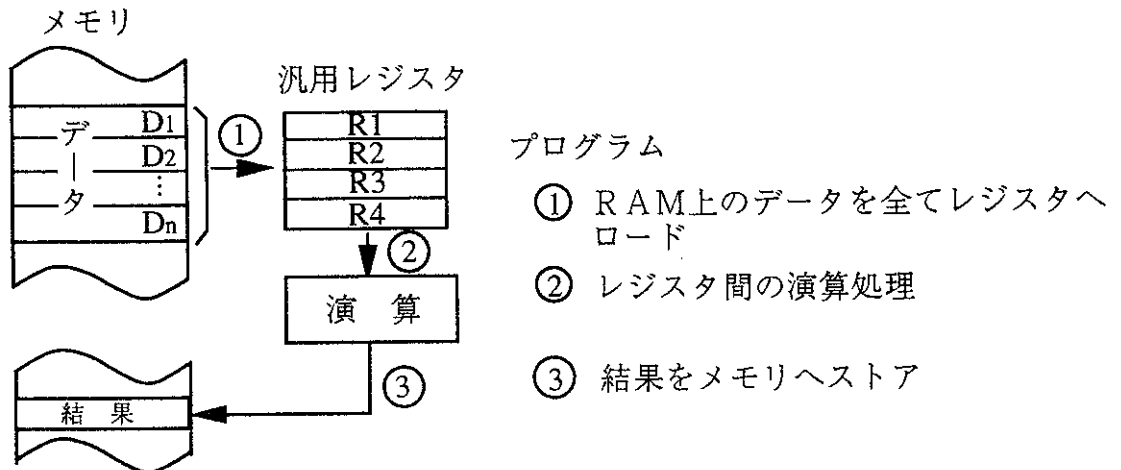 メモリ
汎用レジスタ
データ
D1
D2
⋮
Dn
①
R1
R2
R3
R4
②
演 算
③
結 果
プログラム
① RAM上のデータを全てレジスタへ
ロード
② レジスタ間の演算処理
③ 結果をメモリへストア